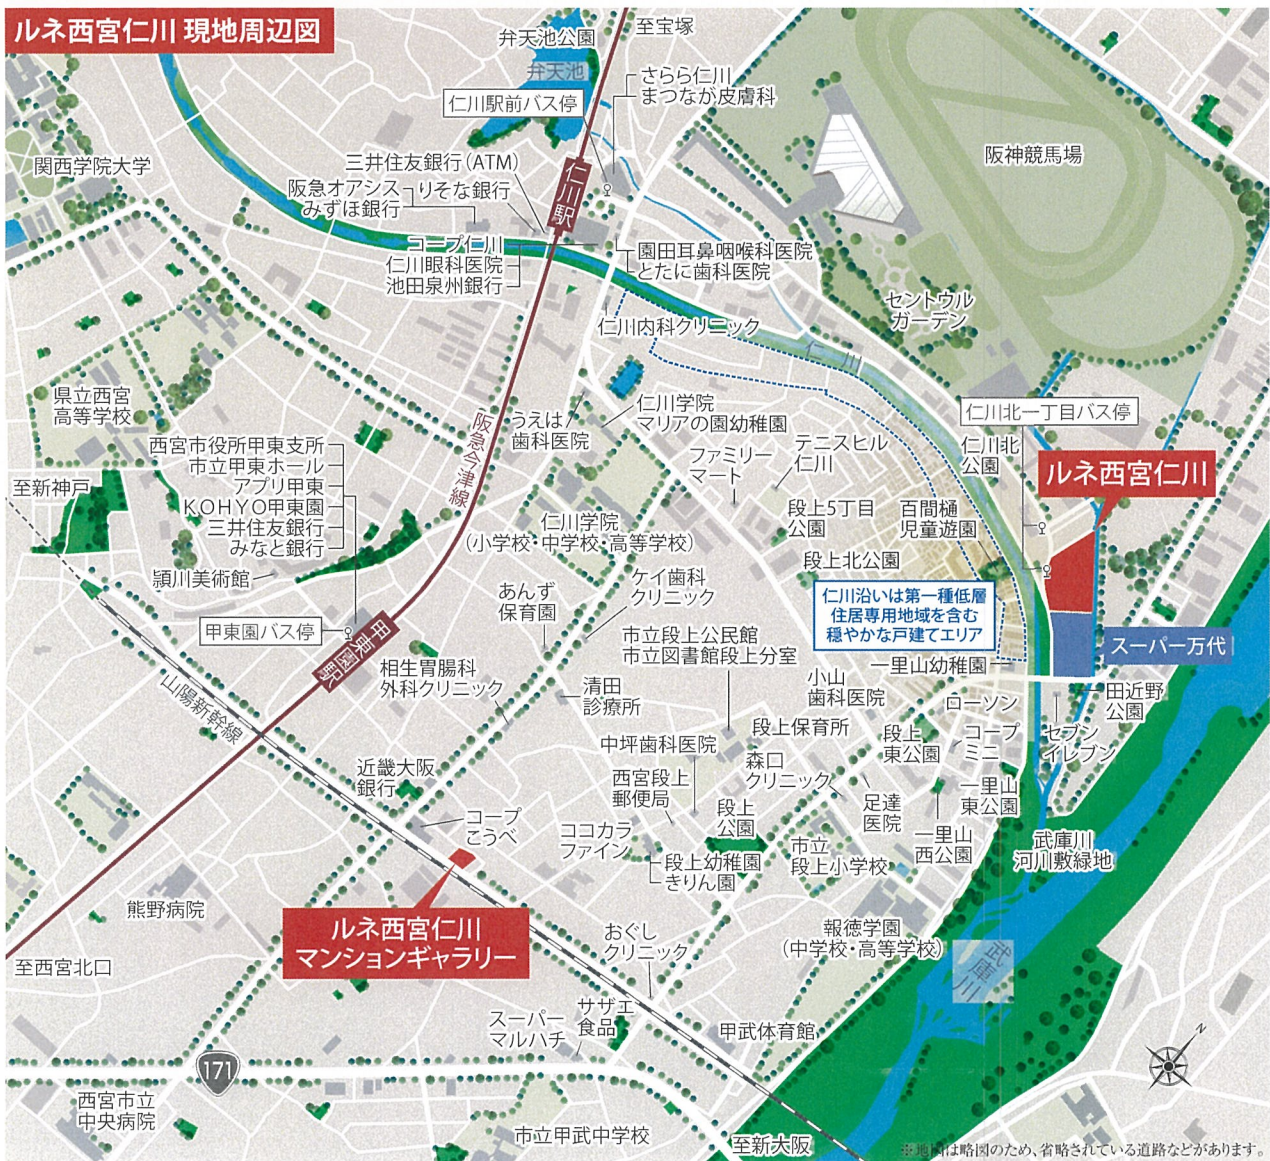 ルネ西宮仁川 現地周辺図
至宝塚
弁天池公園
弁天池
仁川駅前バス停
さらら仁川
まつなが皮膚科
阪神競馬場
関西学院大学
三井住友銀行(ATM)
阪急オアシス
りそな銀行
みずほ銀行
仁川駅
コープ仁川
仁川眼科医院
池田泉州銀行
園田耳鼻咽喉科医院
とたに歯科医院
セントウル
ガーデン
仁川内科クリニック
仁川
県立西宮
高等学校
阪急今津線
うえは
歯科医院
仁川学院
マリアの園幼稚園
仁川北一丁目バス停
仁川北
公園
ルネ西宮仁川
西宮市役所甲東支所
市立甲東ホール
アプリ甲東
KOHYO甲東園
三井住友銀行
みなと銀行
ファミリー
マート
テニスヒル
仁川
至新神戸
仁川学院
(小学校・中学校・高等学校)
段上5丁目
公園
百間樋
児童遊園
段上北公園
頴川美術館
あんず
保育園
ケイ歯科
クリニック
仁川沿いは第一種低層
住居専用地域を含む
穏やかな戸建てエリア
甲東園バス停
甲東園駅
市立段上公民館
市立図書館段上分室
スーパー万代
相生胃腸科
外科クリニック
清田
診療所
小山
歯科医院
一里山幼稚園
ローソン
田近野
公園
山陽新幹線
中坪歯科医院
段上保育所
段上
東公園
コープ
ミニ
セブン
イレブン
近畿大阪
銀行
西宮段上
郵便局
森口
クリニック
一里山
東公園
コープ
こうべ
ココカラ
ファイン
段上
公園
足達
医院
一里山
西公園
武庫川
河川敷緑地
段上幼稚園
きりん園
市立
段上小学校
熊野病院
ルネ西宮仁川
マンションギャラリー
おぐし
クリニック
報徳学園
(中学校・高等学校)
武庫川
至西宮北口
サザエ
食品
スーパー
マルハチ
甲武体育館
N
171
西宮市立
中央病院
市立甲武中学校
至新大阪
※地図は略図のため、省略されている道路などがあります。